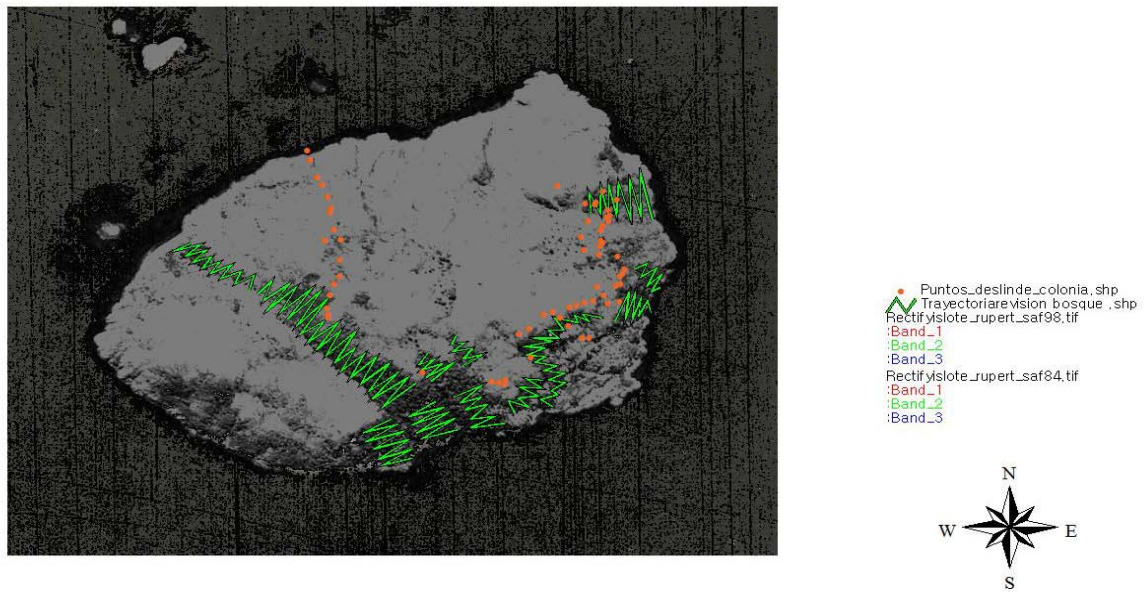 Puntos_deslinde_colonia.shp
Trayectoriarevision bosque .shp
Rectifyislote_rupert_saf98.tif
:Band_1
:Band_2
:Band_3
Rectifyislote_rupert_saf84.tif
:Band_1
:Band_2
:Band_3
N
W E
S